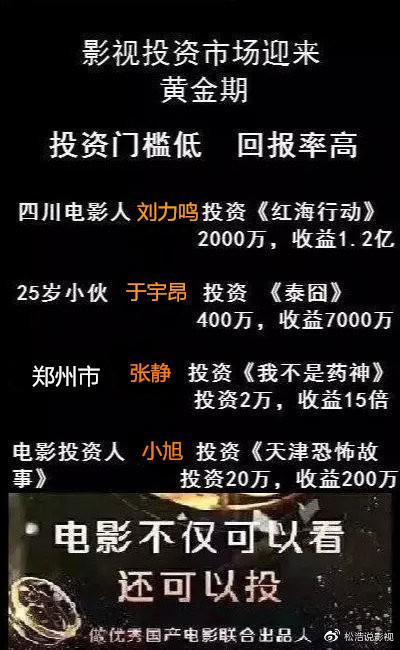 影视投资市场迎来
黄金期
投资门槛低 回报率高
四川电影人 刘力鸣 投资《红海行动》
2000万，收益1.2亿
25岁小伙 于宇昂 投资 《泰囧》
400万，收益7000万
郑州市 张静 投资《我不是药神》
投资2万，收益15倍
电影投资人 小旭 投资《天津恐怖故
事》 投资20万，收益200万
电影不仅可以看
还可以投
做优秀国产电影联合出品人
松浩说影视